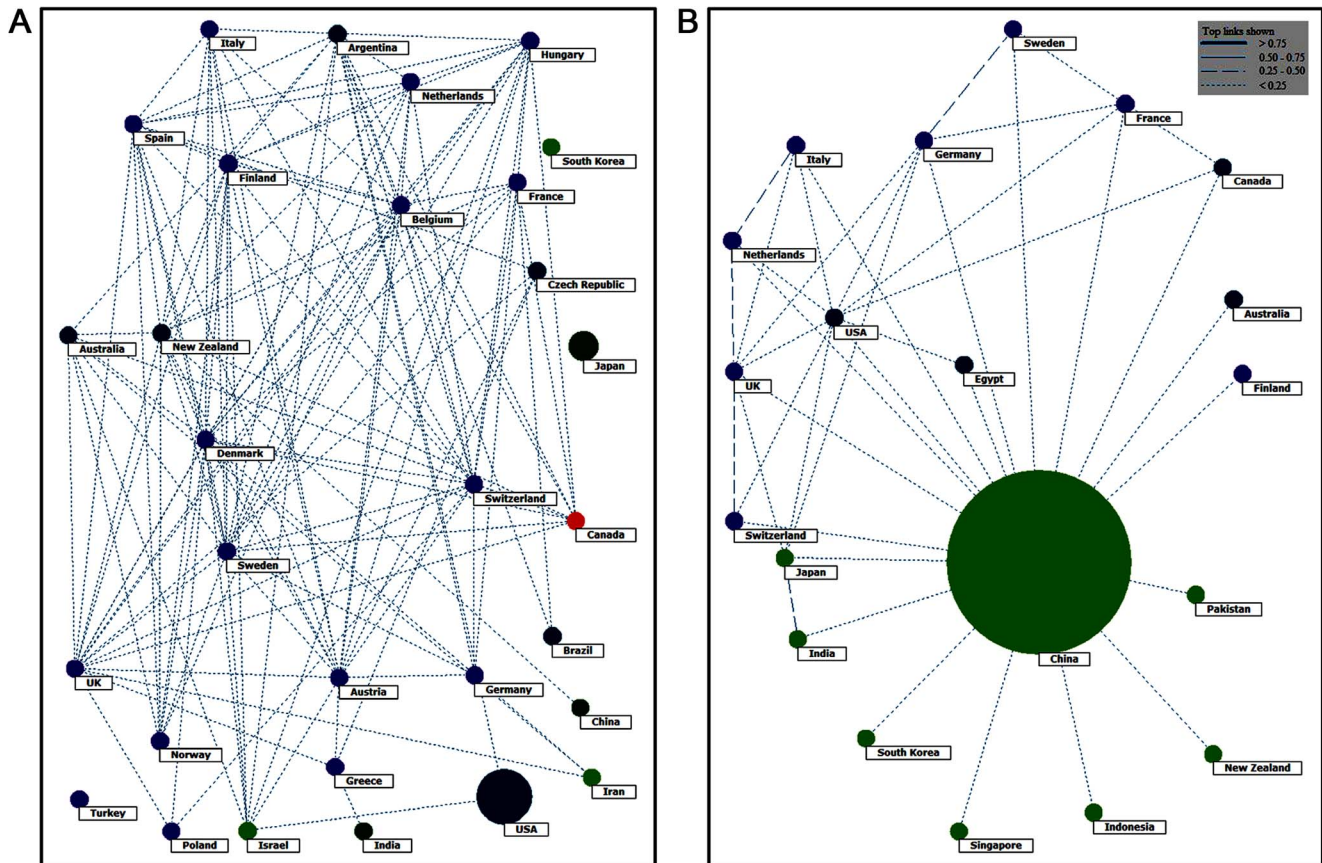 A
Italy
Argentina
Hungary
Netherlands
Spain
South Korea
Finland
France
Belgium
Czech Republic
Australia
New Zealand
Japan
Denmark
Switzerland
Canada
Sweden
Brazil
UK
Austria
Germany
China
Norway
Greece
Iran
Turkey
USA
Poland
Israel
India
B
Top links shown
> 0.75
0.50 - 0.75
0.25 - 0.50
< 0.25
Sweden
France
Germany
Italy
Canada
Netherlands
Australia
USA
Egypt
UK
Finland
Switzerland
Japan
Pakistan
India
China
South Korea
New Zealand
Indonesia
Singapore